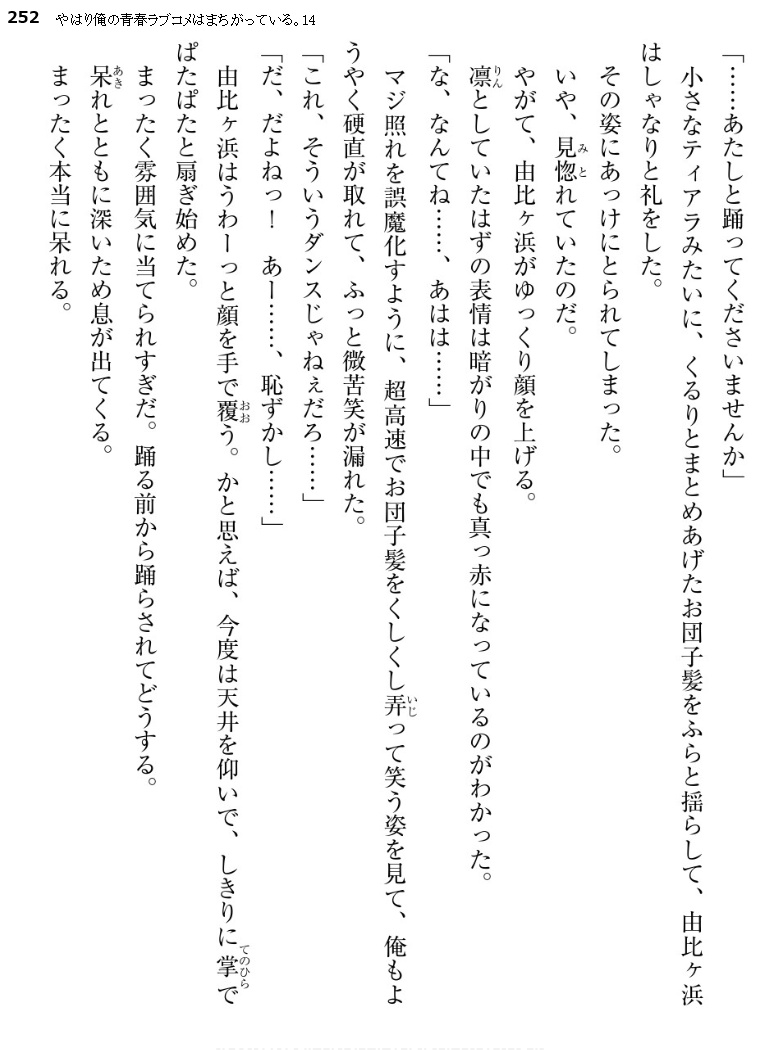 252 やはり俺の青春ラブコメはまちがっている。14
「……あたしと踊ってくださいませんか」
小さなティアラみたいに、くるりとまとめあげたお団子髪をふらと揺らして、由比ヶ浜
はしゃなりと礼をした。
その姿にあっけにとられてしまった。
いや、見惚れていたのだ。
やがて、由比ヶ浜がゆっくり顔を上げる。
凛としていたはずの表情は暗がりの中でも真っ赤になっているのがわかった。
「な、なんてね……、あはは……」
マジ照れを誤魔化すように、超高速でお団子髪をくしくし弄って笑う姿を見て、俺もよ
うやく硬直が取れて、ふっと微苦笑が漏れた。
「これ、そういうダンスじゃねぇだろ……」
「だ、だよねっ！　あー……、恥ずかし……」
由比ヶ浜はうわーっと顔を手で覆う。かと思えば、今度は天井を仰いで、しきりに掌で
ぱたぱたと扇ぎ始めた。
まったく雰囲気に当てられすぎだ。踊る前から踊らされてどうする。
呆れとともに深いため息が出てくる。
まったく本当に呆れる。